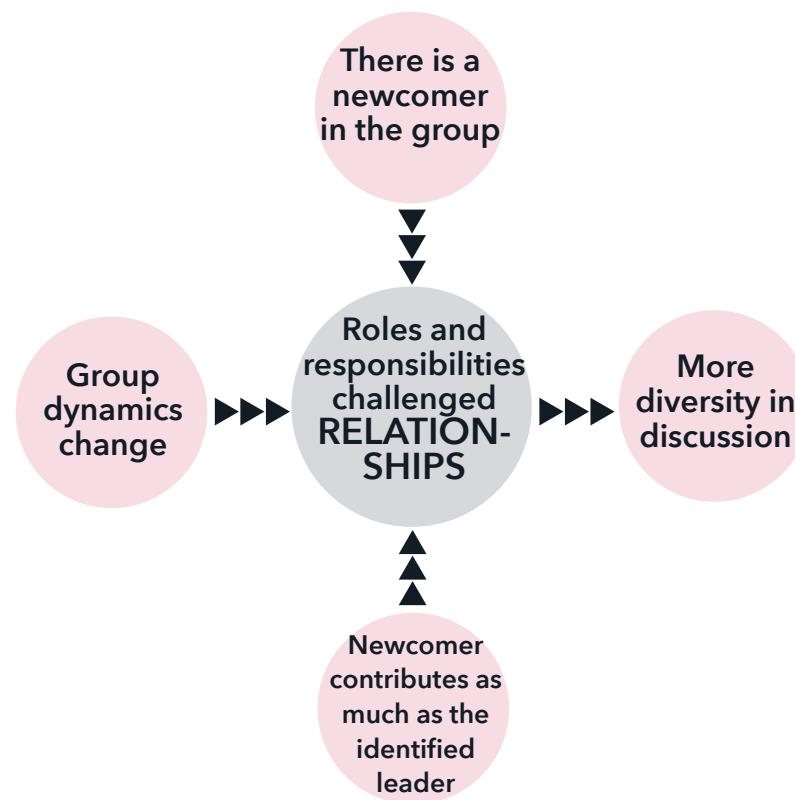 There is a
newcomer
in the group
Group
dynamics
change
Roles and
responsibilities
challenged
RELATION-
SHIPS
More
diversity in
discussion
Newcomer
contributes as
much as the
identified
leader